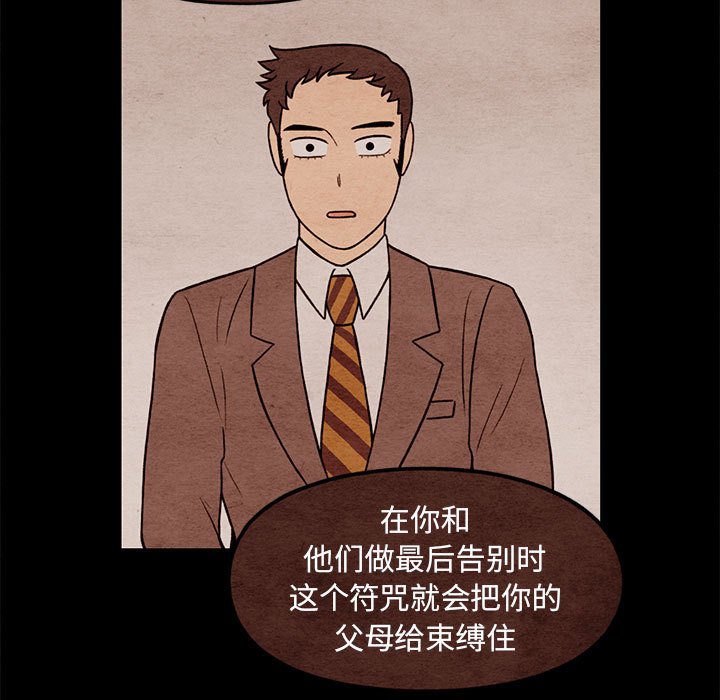 在你和
他们做最后告别时
这个符咒就会把你的
父母给束缚住